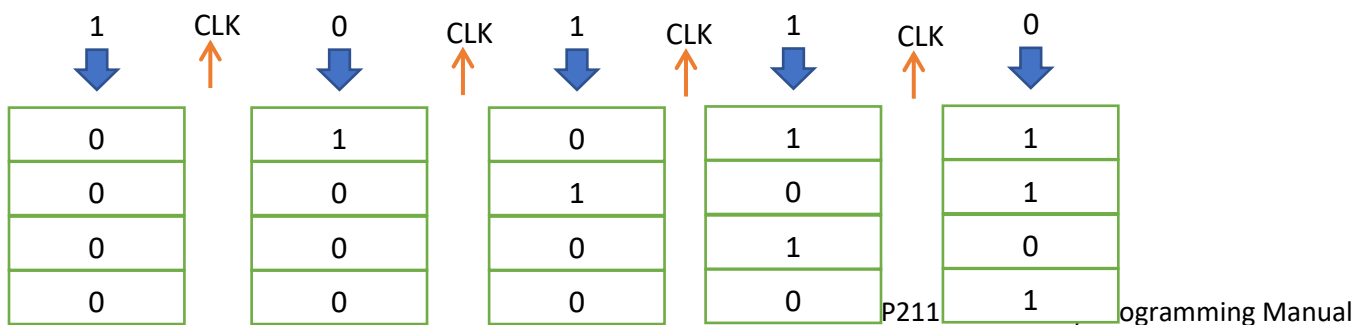 1 CLK 0 CLK 1 CLK 1 CLK 0
0 1 0 1 1
0 0 1 0 1
0 0 0 1 0
0 0 0 0 1
P211 ogramming Manual